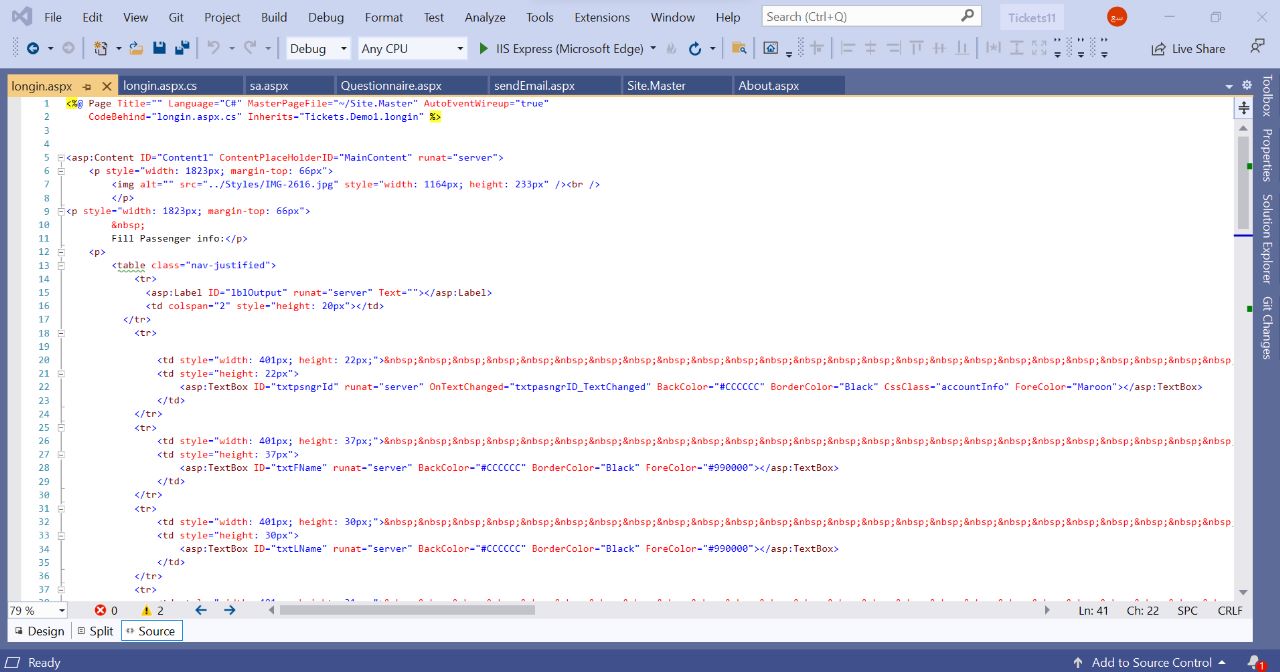 File Edit View Git Project Build Debug Format Test Analyze Tools Extensions Window Help Search (Ctrl+Q) Tickets11
Debug Any CPU IIS Express (Microsoft Edge) Live Share
longin.aspx longin.aspx.cs sa.aspx Questionnaire.aspx sendEmail.aspx Site.Master About.aspx
1 <%@ Page Title="" Language="C#" MasterPageFile="~/Site.Master" AutoEventWireup="true"
2 CodeBehind="longin.aspx.cs" Inherits="Tickets.Demo1.longin" %>
3
4
5 <asp:Content ID="Content1" ContentPlaceHolderID="MainContent" runat="server">
6 <p style="width: 1823px; margin-top: 66px">
7 <img alt="" src="../Styles/IMG-2616.jpg" style="width: 1164px; height: 233px" /><br />
8 </p>
9 <p style="width: 1823px; margin-top: 66px">
10 &nbsp;
11 Fill Passenger info:</p>
12 <p>
13 <table class="nav-justified">
14 <tr>
15 <asp:Label ID="lblOutput" runat="server" Text=""></asp:Label>
16 <td colspan="2" style="height: 20px"></td>
17 </tr>
18 <tr>
19
20 <td style="width: 401px; height: 22px;">&nbsp;&nbsp;&nbsp;&nbsp;&nbsp;&nbsp;&nbsp;&nbsp;&nbsp;&nbsp;&nbsp;&nbsp;&nbsp;&nbsp;&nbsp;&nbsp;&nbsp;&nbsp;&nbsp;&nbsp;&nbsp;&nbsp;&nbsp;&nbsp;&nbsp;
21 <td style="height: 22px">
22 <asp:TextBox ID="txtpsngrId" runat="server" OnTextChanged="txtpasngrID_TextChanged" BackColor="#CCCCCC" BorderColor="Black" CssClass="accountInfo" ForeColor="Maroon"></asp:TextBox>
23 </td>
24 </tr>
25 <tr>
26 <td style="width: 401px; height: 37px;">&nbsp;&nbsp;&nbsp;&nbsp;&nbsp;&nbsp;&nbsp;&nbsp;&nbsp;&nbsp;&nbsp;&nbsp;&nbsp;&nbsp;&nbsp;&nbsp;&nbsp;&nbsp;&nbsp;&nbsp;&nbsp;&nbsp;&nbsp;&nbsp;&nbsp;
27 <td style="height: 37px">
28 <asp:TextBox ID="txtFName" runat="server" BackColor="#CCCCCC" BorderColor="Black" ForeColor="#990000"></asp:TextBox>
29 </td>
30 </tr>
31 <tr>
32 <td style="width: 401px; height: 30px;">&nbsp;&nbsp;&nbsp;&nbsp;&nbsp;&nbsp;&nbsp;&nbsp;&nbsp;&nbsp;&nbsp;&nbsp;&nbsp;&nbsp;&nbsp;&nbsp;&nbsp;&nbsp;&nbsp;&nbsp;&nbsp;&nbsp;&nbsp;&nbsp;&nbsp;
33 <td style="height: 30px">
34 <asp:TextBox ID="txtLName" runat="server" BackColor="#CCCCCC" BorderColor="Black" ForeColor="#990000"></asp:TextBox>
35 </td>
36 </tr>
37 <tr>
Toolbox
Properties
Solution Explorer
Git Changes
79 % 0 2 Ln: 41 Ch: 22 SPC CRLF
Design Split Source
Ready Add to Source Control 1